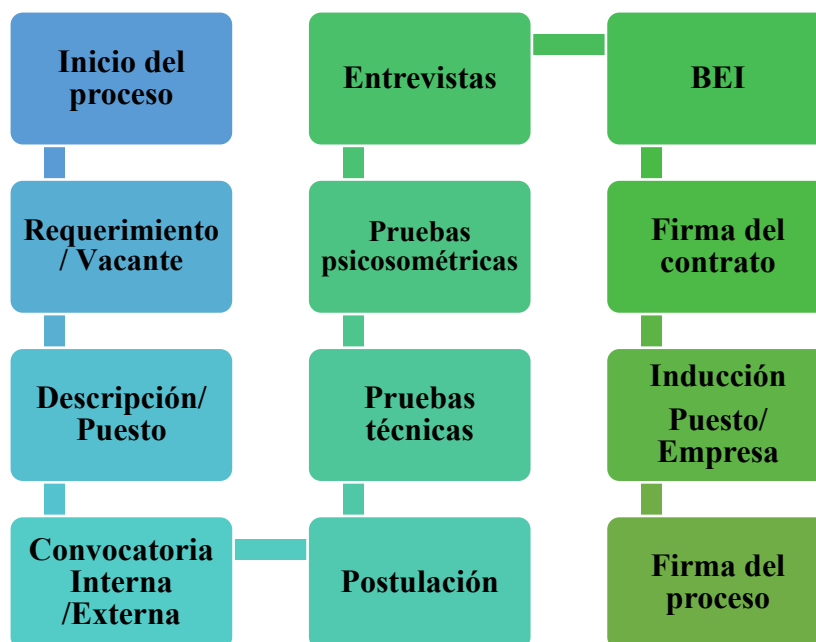 Inicio del
proceso
Requerimiento
/ Vacante
Descripción/
Puesto
Convocatoria
Interna
/Externa
Postulación
Pruebas
técnicas
Pruebas
psicosométricas
Entrevistas
BEI
Firma del
contrato
Inducción
Puesto/
Empresa
Firma del
proceso